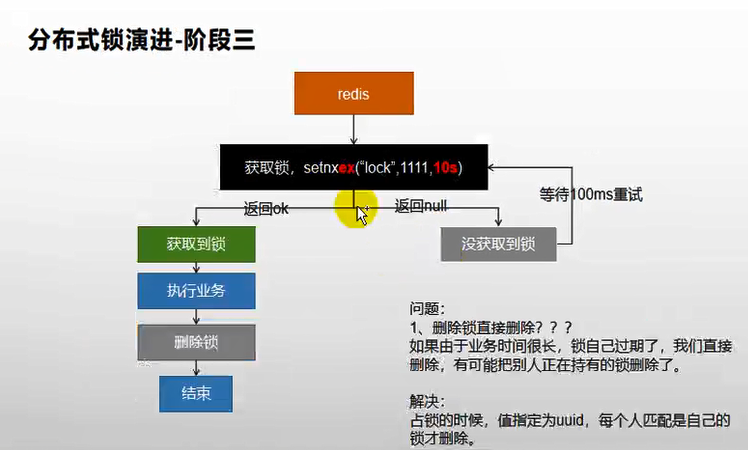 分布式锁演进-阶段三
redis
获取锁，setnxex(“lock”,1111,10s)
返回ok
返回null
等待100ms重试
获取到锁
没获取到锁
执行业务
删除锁
结束
问题：
1、删除锁直接删除？？？
如果由于业务时间很长，锁自己过期了，我们直接
删除，有可能把别人正在持有的锁删除了。
解决：
占锁的时候，值指定为uuid，每个人匹配是自己的
锁才删除。